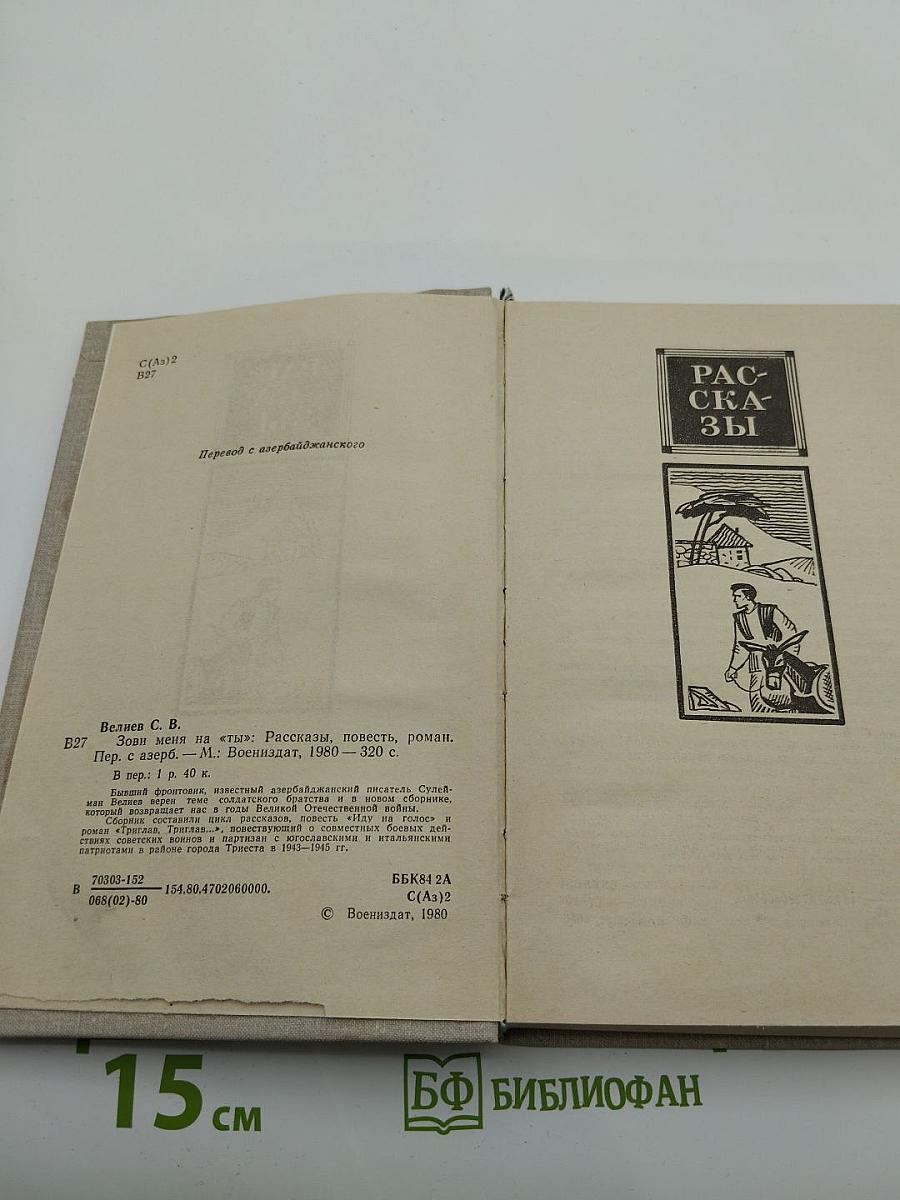 С(Аз)2
В27
Перевод с азербайджанского
Велиев С. В.
В27 Зови меня на «ты»: Рассказы, повесть, роман.
Пер. с азерб. — М.: Воениздат, 1980 — 320 с.
В пер.: 1 р. 40 к.
Бывший фронтовик, известный азербайджанский писатель Сулей-
ман Велиев верен теме солдатского братства и в новом сборнике,
который возвращает нас в годы Великой Отечественной войны.
Сборник составили цикл рассказов, повесть «Иду на голос» и
роман «Триглав, Триглав...», повествующий о совместных боевых дей-
ствиях советских воинов и партизан с югославскими и итальянскими
патриотами в районе города Триеста в 1943—1945 гг.
В 70303-152
068(02)-80 154.80.4702060000.
ББК84 2А
С(Аз)2
© Воениздат, 1980
РАС-
СКА-
ЗЫ
15 см
БФ БИБЛИОФАН